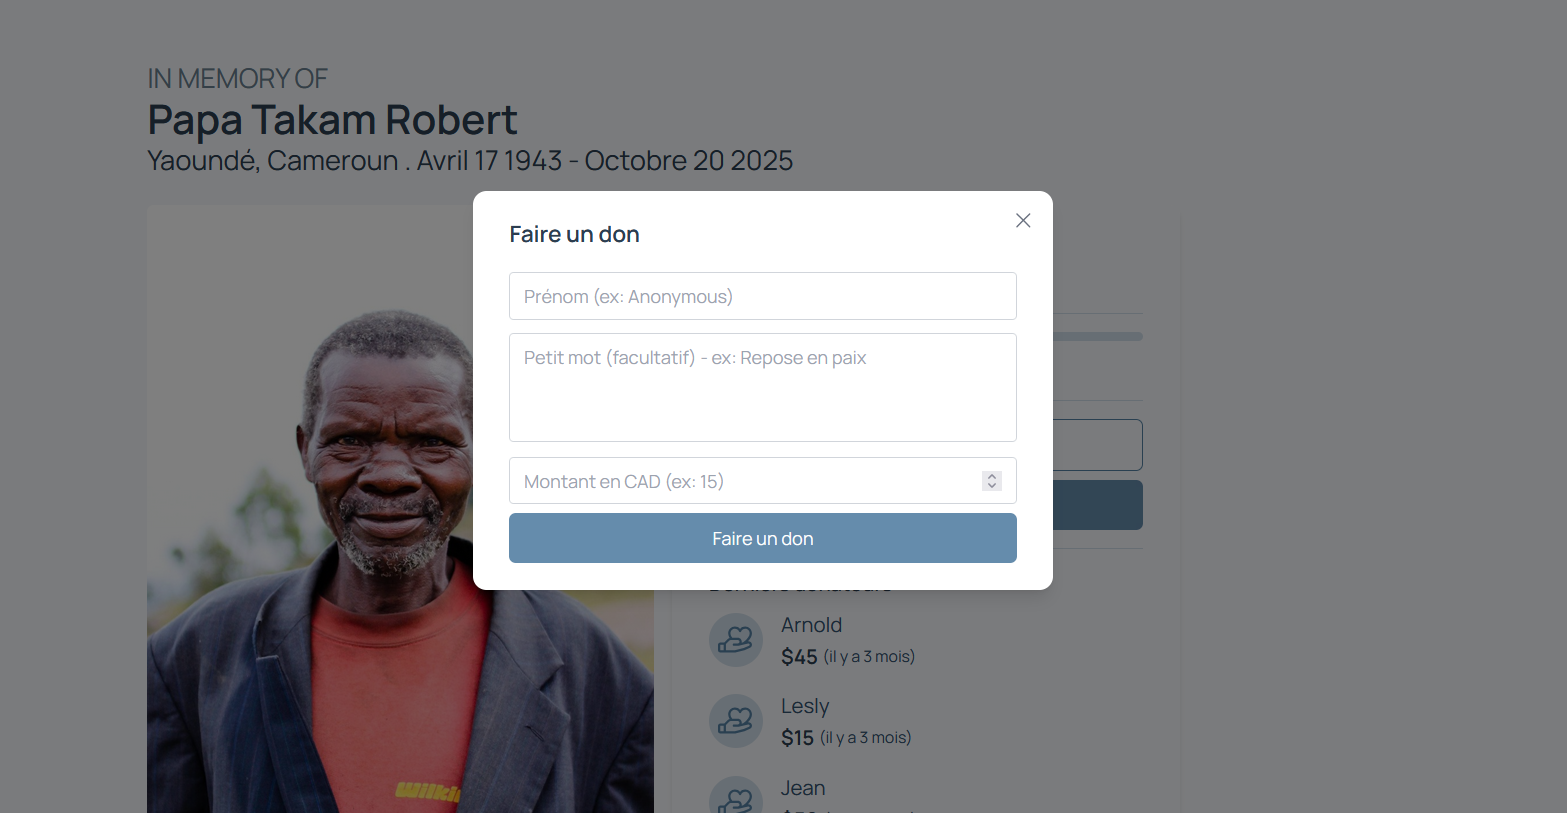 IN MEMORY OF
Papa Takam Robert
Yaoundé, Cameroun . Avril 17 1943 - Octobre 20 2025
Faire un don
Prénom (ex: Anonymous)
Petit mot (facultatif) - ex: Repose en paix
Montant en CAD (ex: 15)
Faire un don
Arnold
$45 (il y a 3 mois)
Lesly
$15 (il y a 3 mois)
Jean